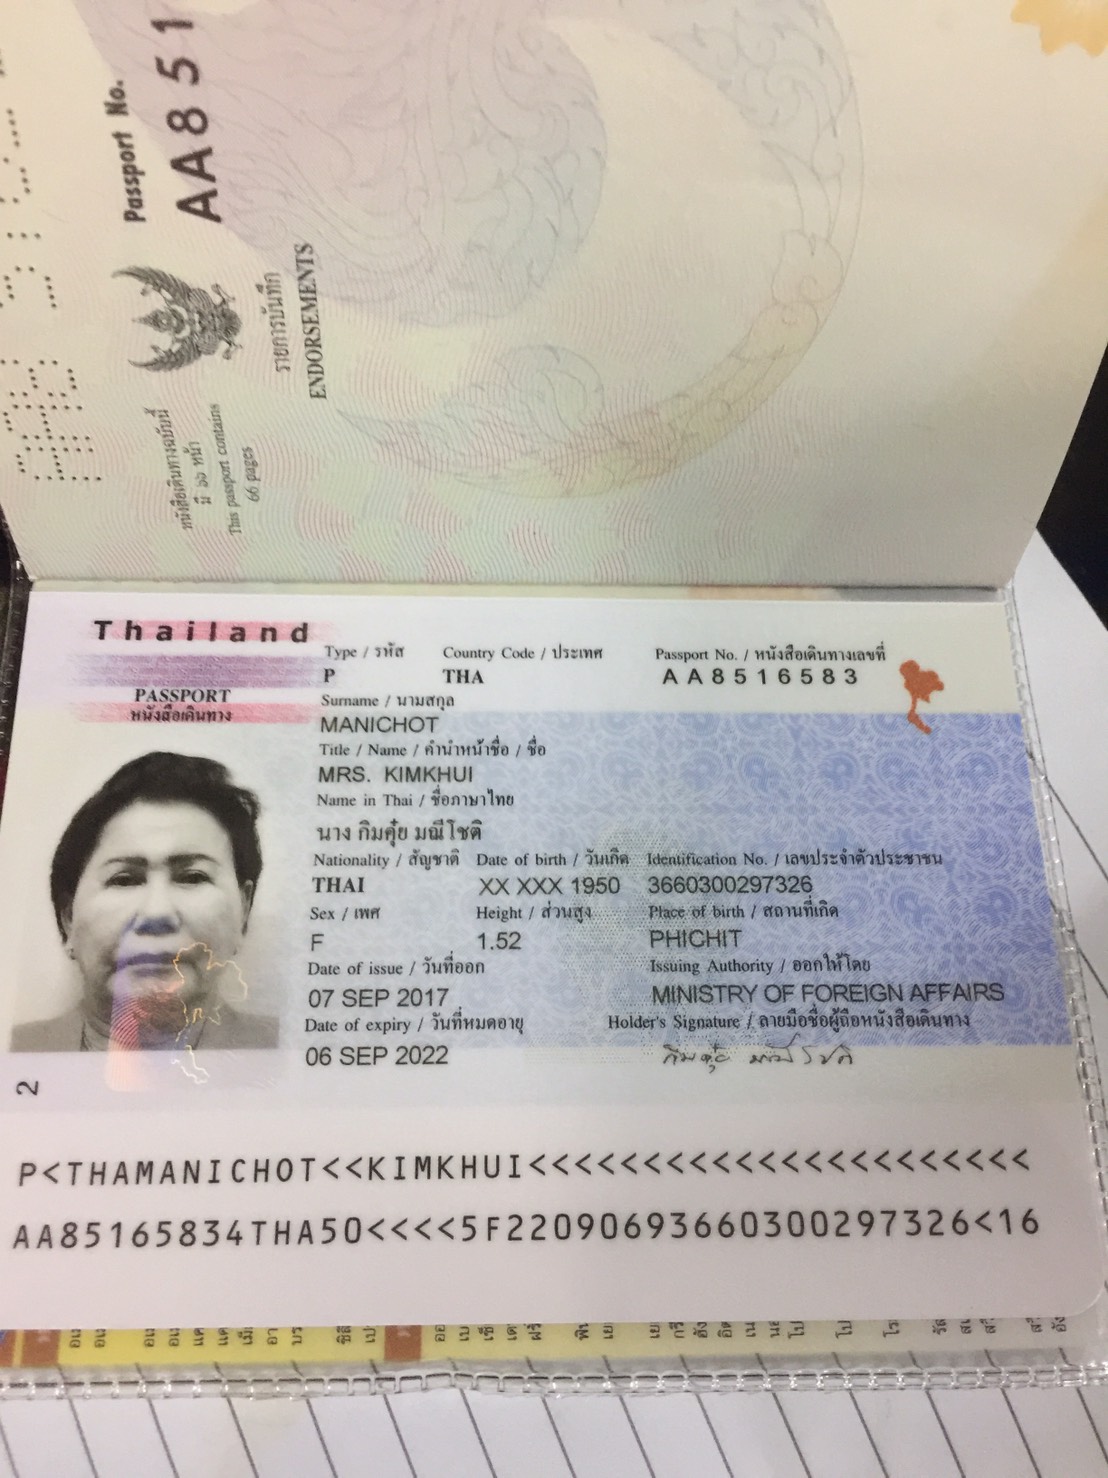 Passport No.
AA8 51
หนังสือเดินทางฉบับนี้
มี ๖๖ หน้า
This passport contains
66 pages
รายการบันทึก
ENDORSEMENTS
Thailand
PASSPORT
หนังสือเดินทาง
Type / รหัส Country Code / ประเทศ Passport No. / หนังสือเดินทางเลขที่
P THA AA8516583
Surname / นามสกุล
MANICHOT
Title / Name / คำนำหน้าชื่อ / ชื่อ
MRS. KIMKHUI
Name in Thai / ชื่อภาษาไทย
นาง กิมคุ๋ย มณีโชติ
Nationality / สัญชาติ Date of birth / วันเกิด Identification No. / เลขประจำตัวประชาชน
THAI XX XXX 1950 3660300297326
Sex / เพศ Height / ส่วนสูง Place of birth / สถานที่เกิด
F 1.52 PHICHIT
Date of issue / วันที่ออก Issuing Authority / ออกให้โดย
07 SEP 2017 MINISTRY OF FOREIGN AFFAIRS
Date of expiry / วันที่หมดอายุ Holder's Signature / ลายมือชื่อผู้ถือหนังสือเดินทาง
06 SEP 2022 กิมคุ๋ย มณีโชติ
2
P<THAMANICHOT<<KIMKHUI<<<<<<<<<<<<<<<<<<<<<<
AA85165834THA50<<<<5F22090693660300297326<16